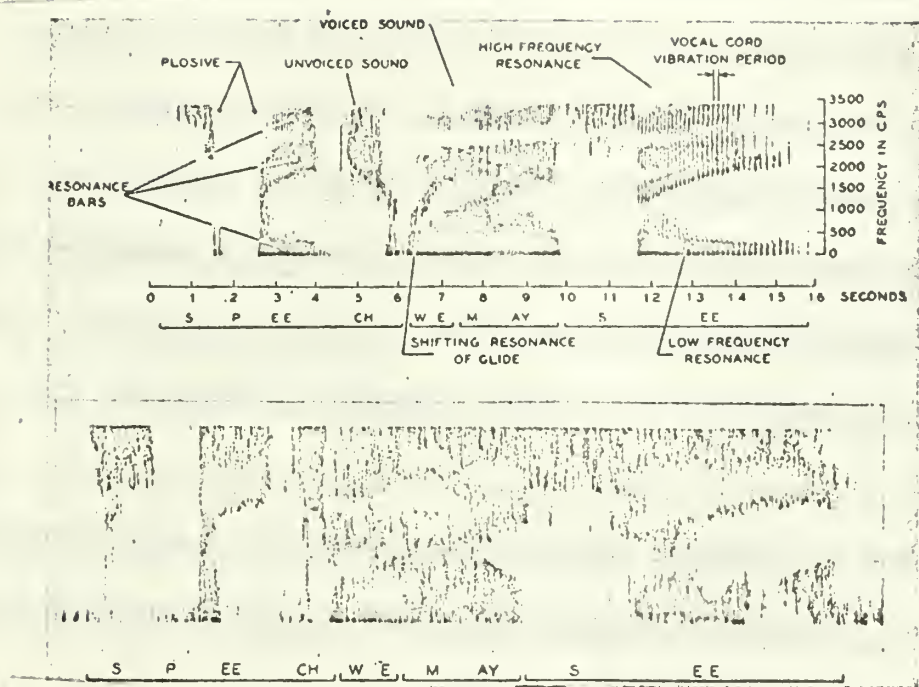 VOICED SOUND
PLOSIVE
UNVOICED SOUND
HIGH FREQUENCY
RESONANCE
VOCAL CORD
VIBRATION PERIOD
RESONANCE
BARS
3500
3000
2500
2000
1500
1000
500
0
FREQUENCY IN CPS
0 1 .2 3 4 5 6 7 8 9 10 11 12 13 14 15 16 SECONDS
S P EE CH W E M AY S EE
SHIFTING RESONANCE
OF GLIDE
LOW FREQUENCY
RESONANCE
S P EE CH W E M AY S EE